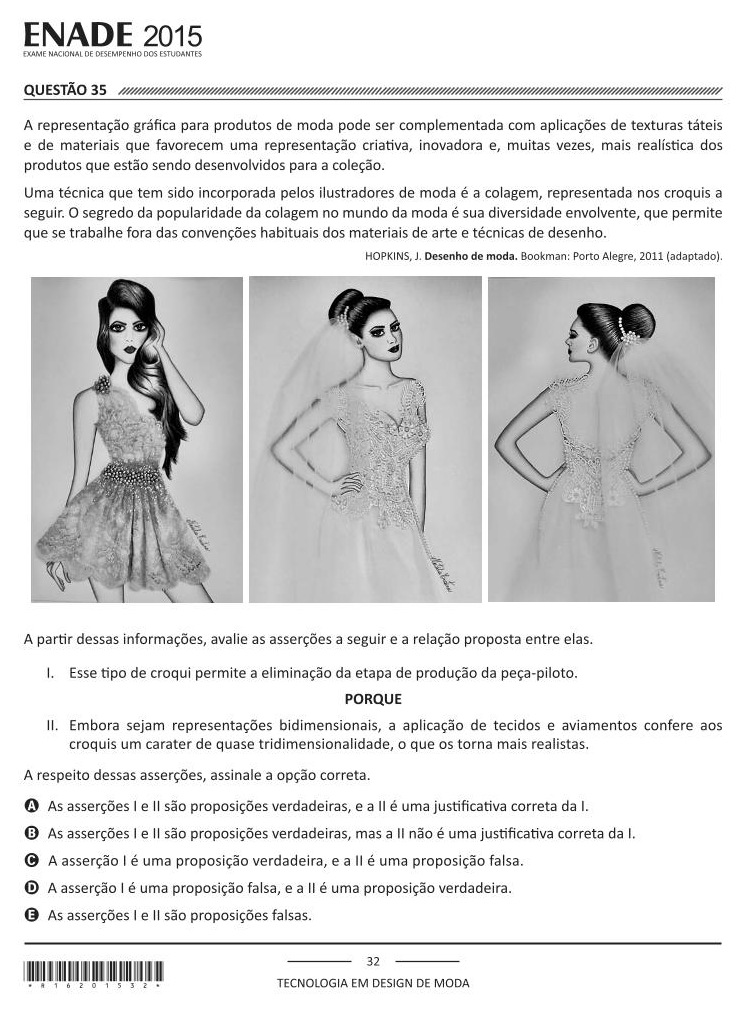 ENADE 2015
EXAME NACIONAL DE DESEMPENHO DOS ESTUDANTES
QUESTÃO 35
A representação gráfica para produtos de moda pode ser complementada com aplicações de texturas táteis
e de materiais que favorecem uma representação criativa, inovadora e, muitas vezes, mais realística dos
produtos que estão sendo desenvolvidos para a coleção.
Uma técnica que tem sido incorporada pelos ilustradores de moda é a colagem, representada nos croquis a
seguir. O segredo da popularidade da colagem no mundo da moda é sua diversidade envolvente, que permite
que se trabalhe fora das convenções habituais dos materiais de arte e técnicas de desenho.
HOPKINS, J. Desenho de moda. Bookman: Porto Alegre, 2011 (adaptado).
A partir dessas informações, avalie as asserções a seguir e a relação proposta entre elas.
I. Esse tipo de croqui permite a eliminação da etapa de produção da peça-piloto.
PORQUE
II. Embora sejam representações bidimensionais, a aplicação de tecidos e aviamentos confere aos
croquis um carater de quase tridimensionalidade, o que os torna mais realistas.
A respeito dessas asserções, assinale a opção correta.
A As asserções I e II são proposições verdadeiras, e a II é uma justificativa correta da I.
B As asserções I e II são proposições verdadeiras, mas a II não é uma justificativa correta da I.
C A asserção I é uma proposição verdadeira, e a II é uma proposição falsa.
D A asserção I é uma proposição falsa, e a II é uma proposição verdadeira.
E As asserções I e II são proposições falsas.
*816201532*
32
TECNOLOGIA EM DESIGN DE MODA